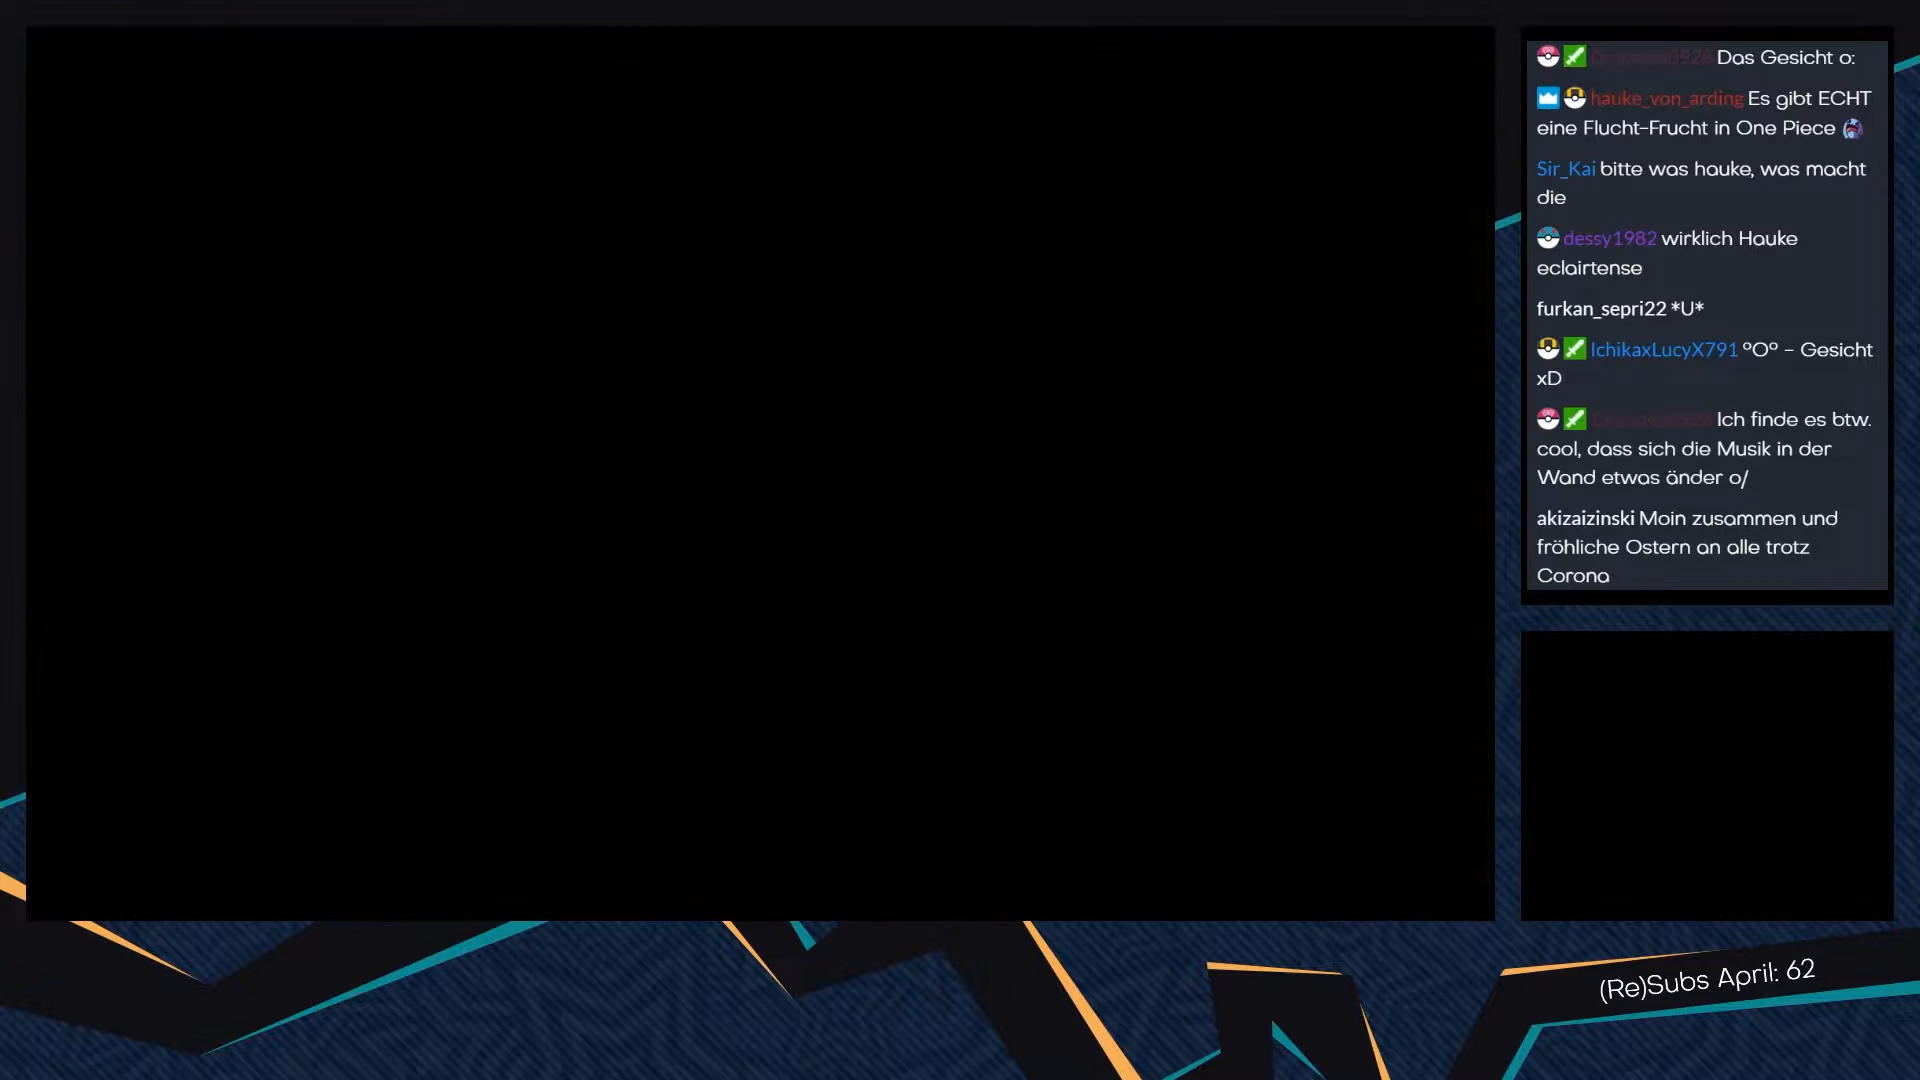 Das Gesicht o:
hauke_von_arding Es gibt ECHT
eine Flucht-Frucht in One Piece
Sir_Kai bitte was hauke, was macht
die
dessy1982 wirklich Hauke
eclairtense
furkan_sepri22 *U*
IchikaxLucyX791 °O° - Gesicht
xD
Ich finde es btw.
cool, dass sich die Musik in der
Wand etwas änder o/
akizaizinski Moin zusammen und
fröhliche Ostern an alle trotz
Corona
(Re)Subs April: 62